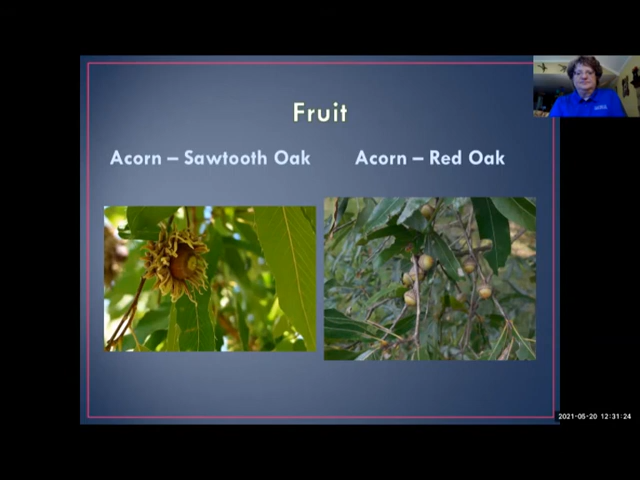 Fruit
Acorn – Sawtooth Oak
Acorn – Red Oak
2021-05-20 12:31:24